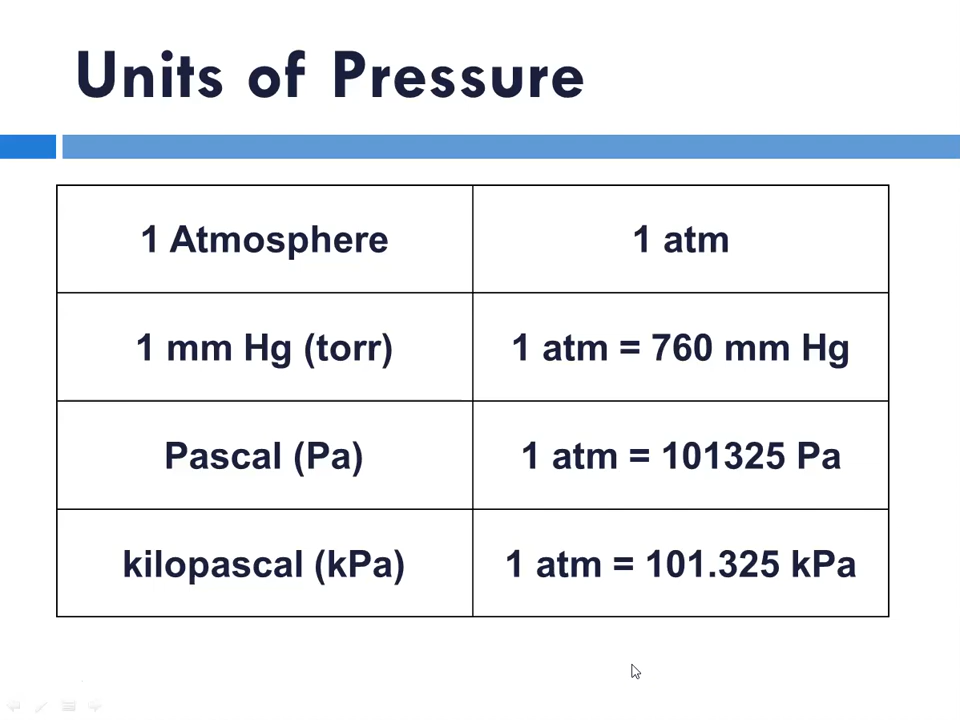 Units of Pressure
1 Atmosphere
1 atm
1 mm Hg (torr)
1 atm = 760 mm Hg
Pascal (Pa)
1 atm = 101325 Pa
kilopascal (kPa)
1 atm = 101.325 kPa